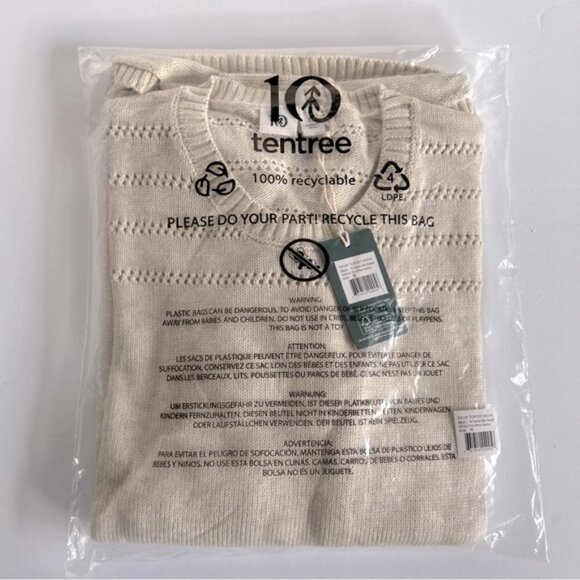 10
tentree
100% recyclable
4
LDPE
PLEASE DO YOUR PART! RECYCLE THIS BAG
WARNING:
PLASTIC BAGS CAN BE DANGEROUS. TO AVOID DANGER OF SUFFOCATION, KEEP THIS BAG
AWAY FROM BABIES AND CHILDREN. DO NOT USE IN CRIBS, BEDS, CARRIAGES OR PLAYPENS.
THIS BAG IS NOT A TOY
ATTENTION:
LES SACS DE PLASTIQUE PEUVENT ÊTRE DANGEREUX. POUR ÉVITER LE DANGER DE
SUFFOCATION, CONSERVEZ CE SAC LOIN DES BÉBÉS ET DES ENFANTS. NE PAS UTILISER CE SAC
DANS LES BERCEAUX, LITS, POUSSETTES OU PARCS DE BÉBÉ. CE SAC N'EST PAS UN JOUET
WARNUNG:
UM ERSTICKUNGSGEFAHR ZU VERMEIDEN, IST DIESER PLATIKBEUTEL VON BABIES UND
KINDERN FERNZUHALTEN. DIESEN BEUTEL NICHT IN KINDERBETTEN, BETTEN, KINDERWAGEN
ODER LAUFSTÄLLCHEN VERWENDEN. DER BEUTEL IST KEIN SPIELZEUG.
ADVERTENCIA:
PARA EVITAR EL PELIGRO DE SOFOCACIÓN, MANTENGA ESTA BOLSA DE PLASTICO LEJOS DE
BEBES Y NIÑOS. NO USE ESTA BOLSA EN CUNAS, CAMAS, CARROS DE BEBES O CORRALES. ESTA
BOLSA NO ES UN JUGUETE.